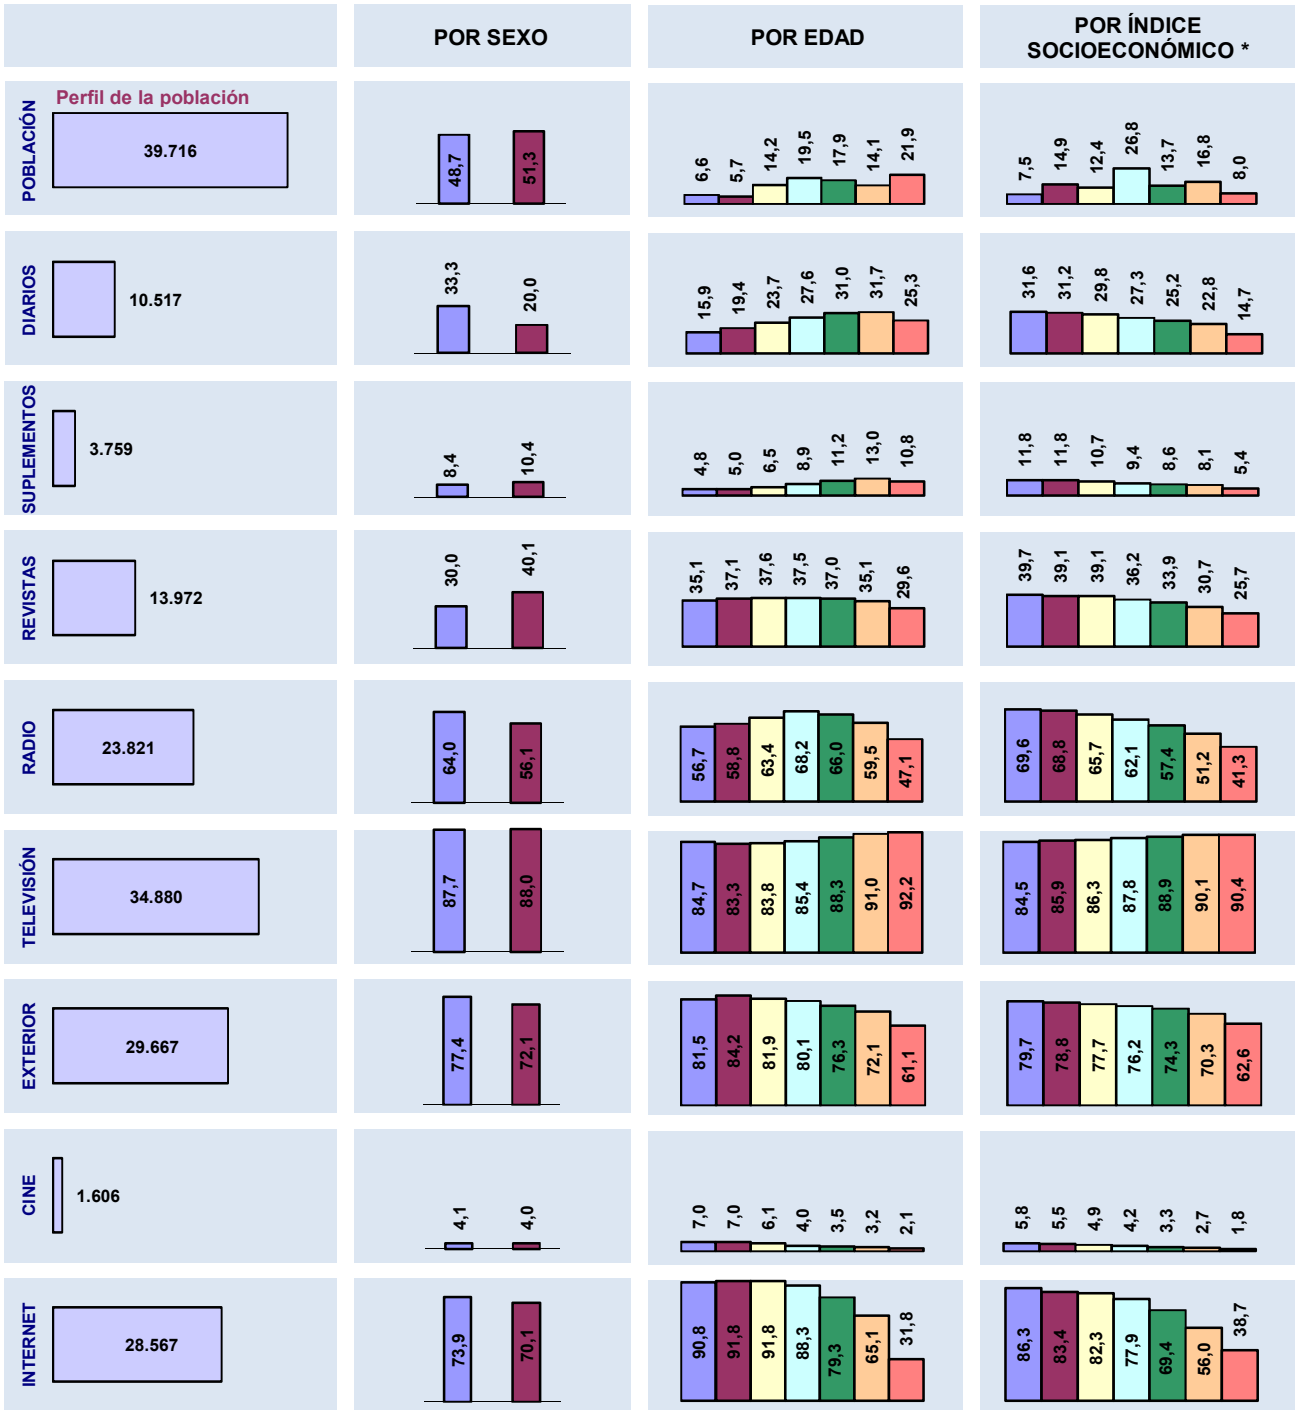 POR SEXO
POR EDAD
POR ÍNDICE
SOCIOECONÓMICO *
POBLACIÓN
Perfil de la población
39.716
48,7 51,3
6,6 5,7 14,2 19,5 17,9 14,1 21,9
7,5 14,9 12,4 26,8 13,7 16,8 8,0
DIARIOS
10.517
33,3 20,0
15,9 19,4 23,7 27,6 31,0 31,7 25,3
31,6 31,2 29,8 27,3 25,2 22,8 14,7
SUPLEMENTOS
3.759
8,4 10,4
4,8 5,0 6,5 8,9 11,2 13,0 10,8
11,8 11,8 10,7 9,4 8,6 8,1 5,4
REVISTAS
13.972
30,0 40,1
35,1 37,1 37,6 37,5 37,0 35,1 29,6
39,7 39,1 39,1 36,2 33,9 30,7 25,7
RADIO
23.821
64,0 56,1
56,7 58,8 63,4 68,2 66,0 59,5 47,1
69,6 68,8 65,7 62,1 57,4 51,2 41,3
TELEVISIÓN
34.880
87,7 88,0
84,7 83,3 83,8 85,4 88,3 91,0 92,2
84,5 85,9 86,3 87,8 88,9 90,1 90,4
EXTERIOR
29.667
77,4 72,1
81,5 84,2 81,9 80,1 76,3 72,1 61,1
79,7 78,8 77,7 76,2 74,3 70,3 62,6
CINE
1.606
4,1 4,0
7,0 7,0 6,1 4,0 3,5 3,2 2,1
5,8 5,5 4,9 4,2 3,3 2,7 1,8
INTERNET
28.567
73,9 70,1
90,8 91,8 91,8 88,3 79,3 65,1 31,8
86,3 83,4 82,3 77,9 69,4 56,0 38,7